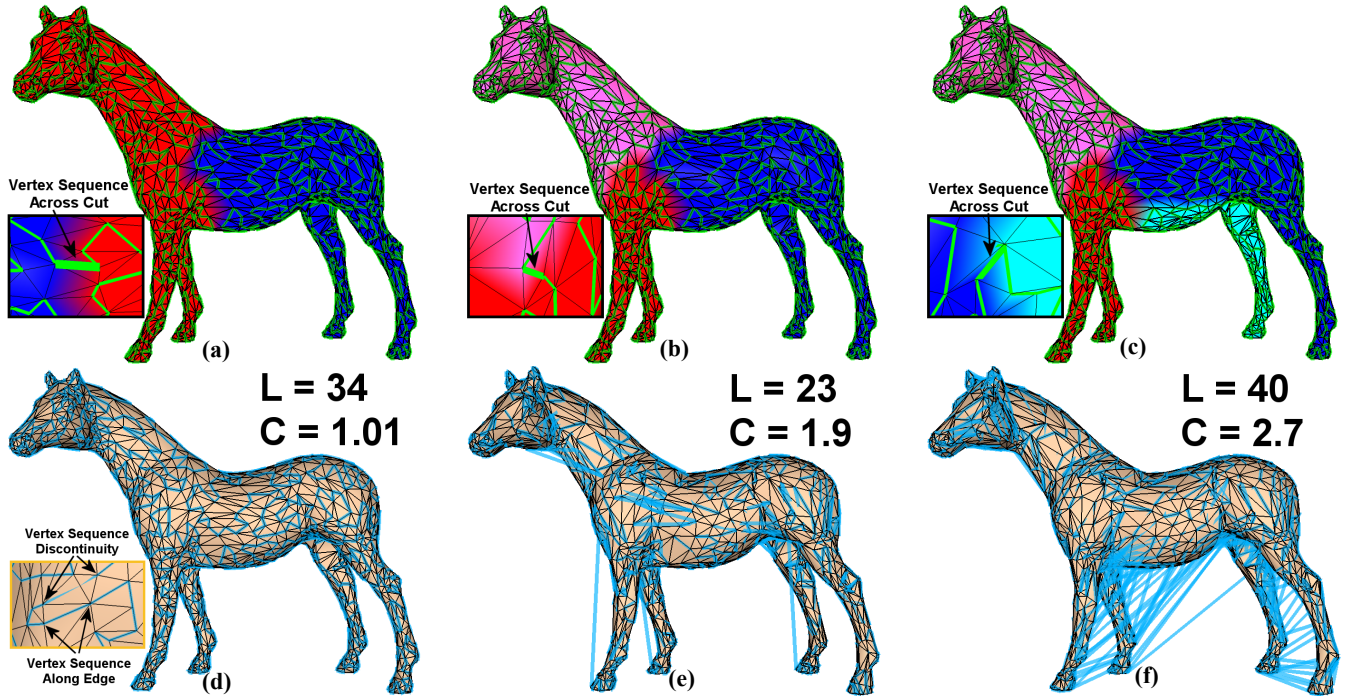 Vertex Sequence
Across Cut
(a)
Vertex Sequence
Across Cut
(b)
Vertex Sequence
Across Cut
(c)
L = 34
C = 1.01
Vertex Sequence
Discontinuity
Vertex Sequence
Along Edge
(d)
L = 23
C = 1.9
(e)
L = 40
C = 2.7
(f)